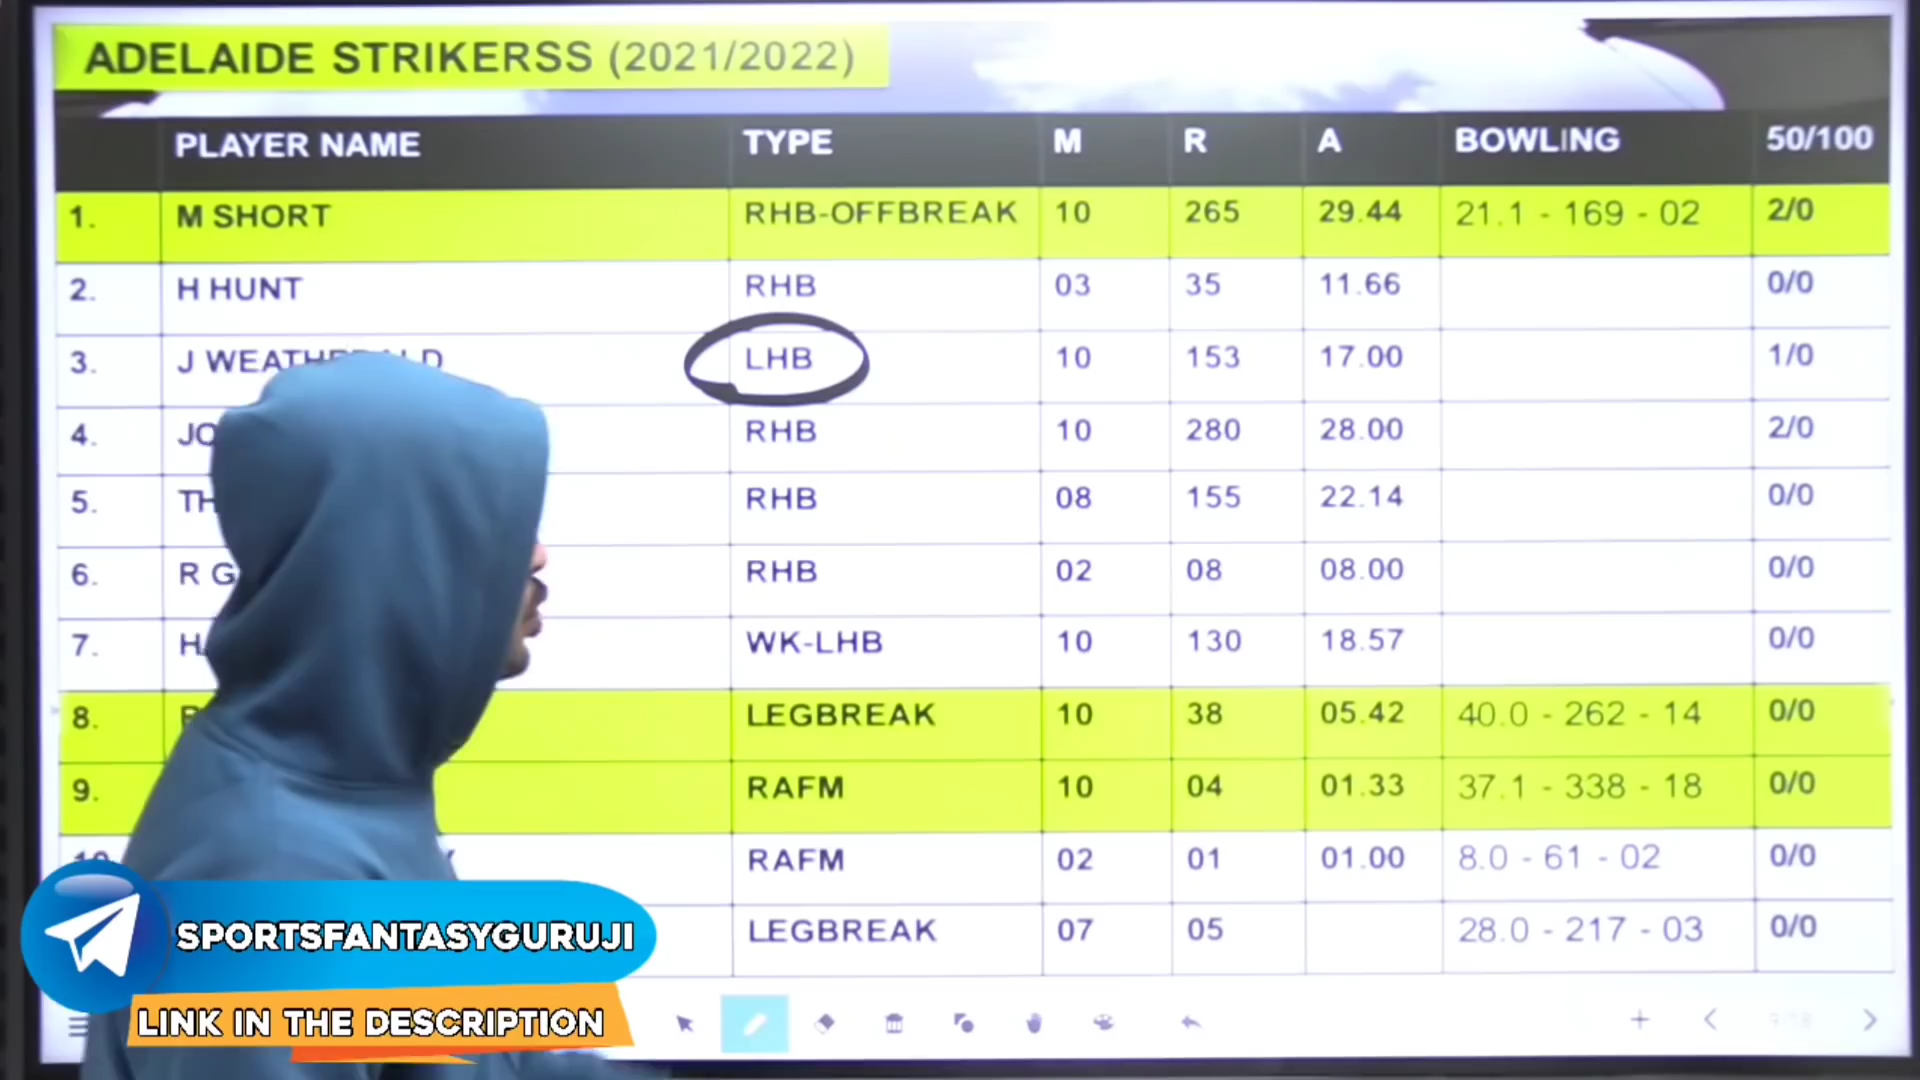 ADELAIDE STRIKERSS (2021/2022)
PLAYER NAME TYPE M R A BOWLING 50/100
1. M SHORT RHB-OFFBREAK 10 265 29.44 21.1 - 169 - 02 2/0
2. H HUNT RHB 03 35 11.66 0/0
3. J LHB 10 153 17.00 1/0
4. RHB 10 280 28.00 2/0
5. RHB 08 155 22.14 0/0
6. R RHB 02 08 08.00 0/0
7. WK-LHB 10 130 18.57 0/0
8. LEGBREAK 10 38 05.42 40.0 - 262 - 14 0/0
9. RAFM 10 04 01.33 37.1 - 338 - 18 0/0
RAFM 02 01 01.00 8.0 - 61 - 02 0/0
LEGBREAK 07 05 28.0 - 217 - 03 0/0
SPORTSFANTASYGURUJI
LINK IN THE DESCRIPTION